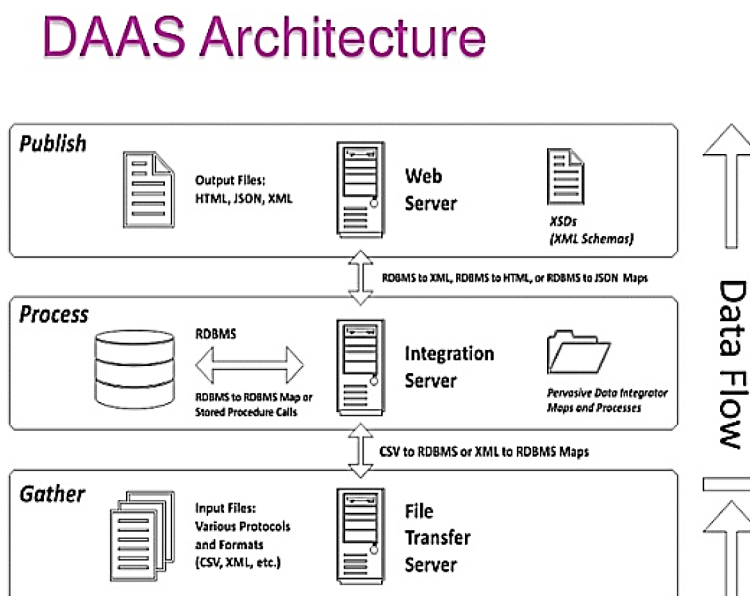 DAAS Architecture
Publish
Output Files:
HTML, JSON, XML
Web
Server
XSDs
(XML Schemas)
RDBMS to XML, RDBMS to HTML, or RDBMS to JSON Maps
Process
RDBMS
RDBMS to RDBMS Map or
Stored Procedure Calls
Integration
Server
Pervasive Data Integrator
Maps and Processes
CSV to RDBMS or XML to RDBMS Maps
Gather
Input Files:
Various Protocols
and Formats
(CSV, XML, etc.)
File
Transfer
Server
Data Flow